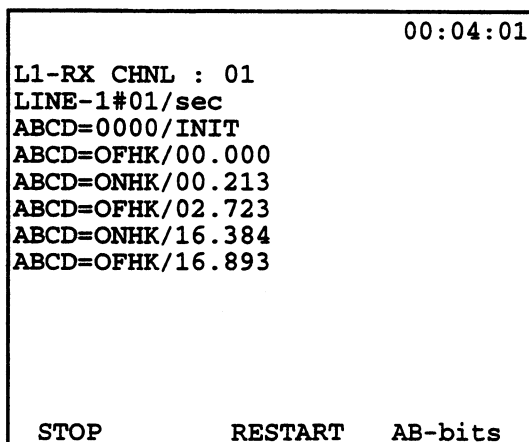 00:04:01
L1-RX CHNL : 01
LINE-1#01/sec
ABCD=0000/INIT
ABCD=OFHK/00.000
ABCD=ONHK/00.213
ABCD=OFHK/02.723
ABCD=ONHK/16.384
ABCD=OFHK/16.893
STOP RESTART AB-bits